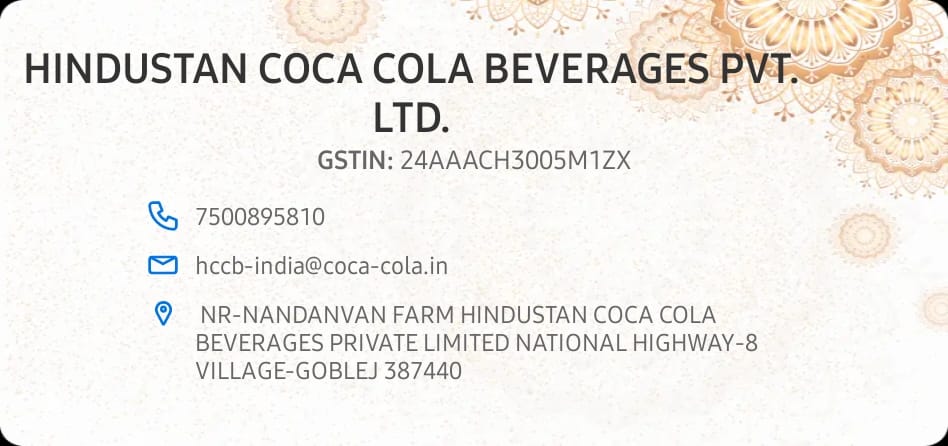 HINDUSTAN COCA COLA BEVERAGES PVT.
LTD.
GSTIN: 24AAACH3005M1ZX
7500895810
hccb-india@coca-cola.in
NR-NANDANVAN FARM HINDUSTAN COCA COLA
BEVERAGES PRIVATE LIMITED NATIONAL HIGHWAY-8
VILLAGE-GOBLEJ 387440